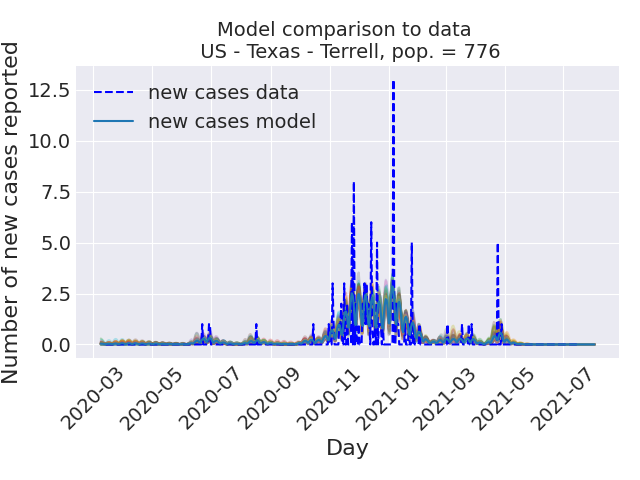 Model comparison to data
US - Texas - Terrell, pop. = 776
Number of new cases reported
12.5
10.0
7.5
5.0
2.5
0.0
new cases data
new cases model
2020-03
2020-05
2020-07
2020-09
2020-11
2021-01
2021-03
2021-05
2021-07
Day